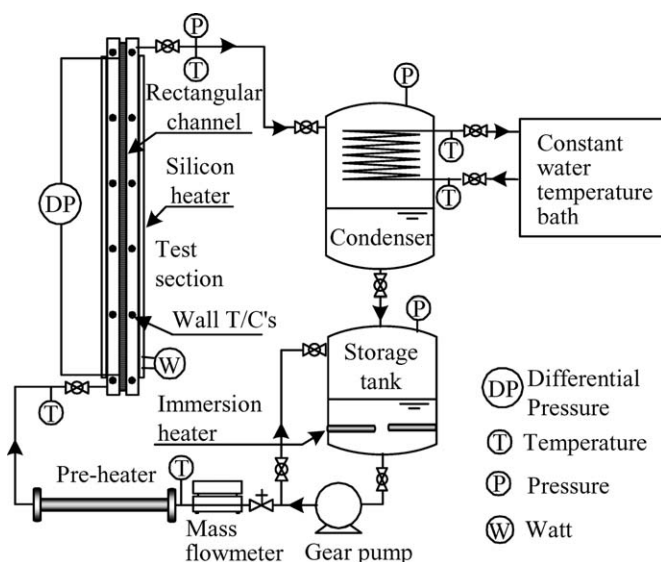 P
T
P
Rectangular
channel
Silicon
heater
DP
Test
section
Wall T/C's
W
T
T
T
Constant
water
temperature
bath
Condenser
P
Storage
tank
Immersion
heater
Pre-heater
T
Mass
flowmeter
Gear pump
DP Differential
Pressure
T Temperature
P Pressure
W Watt